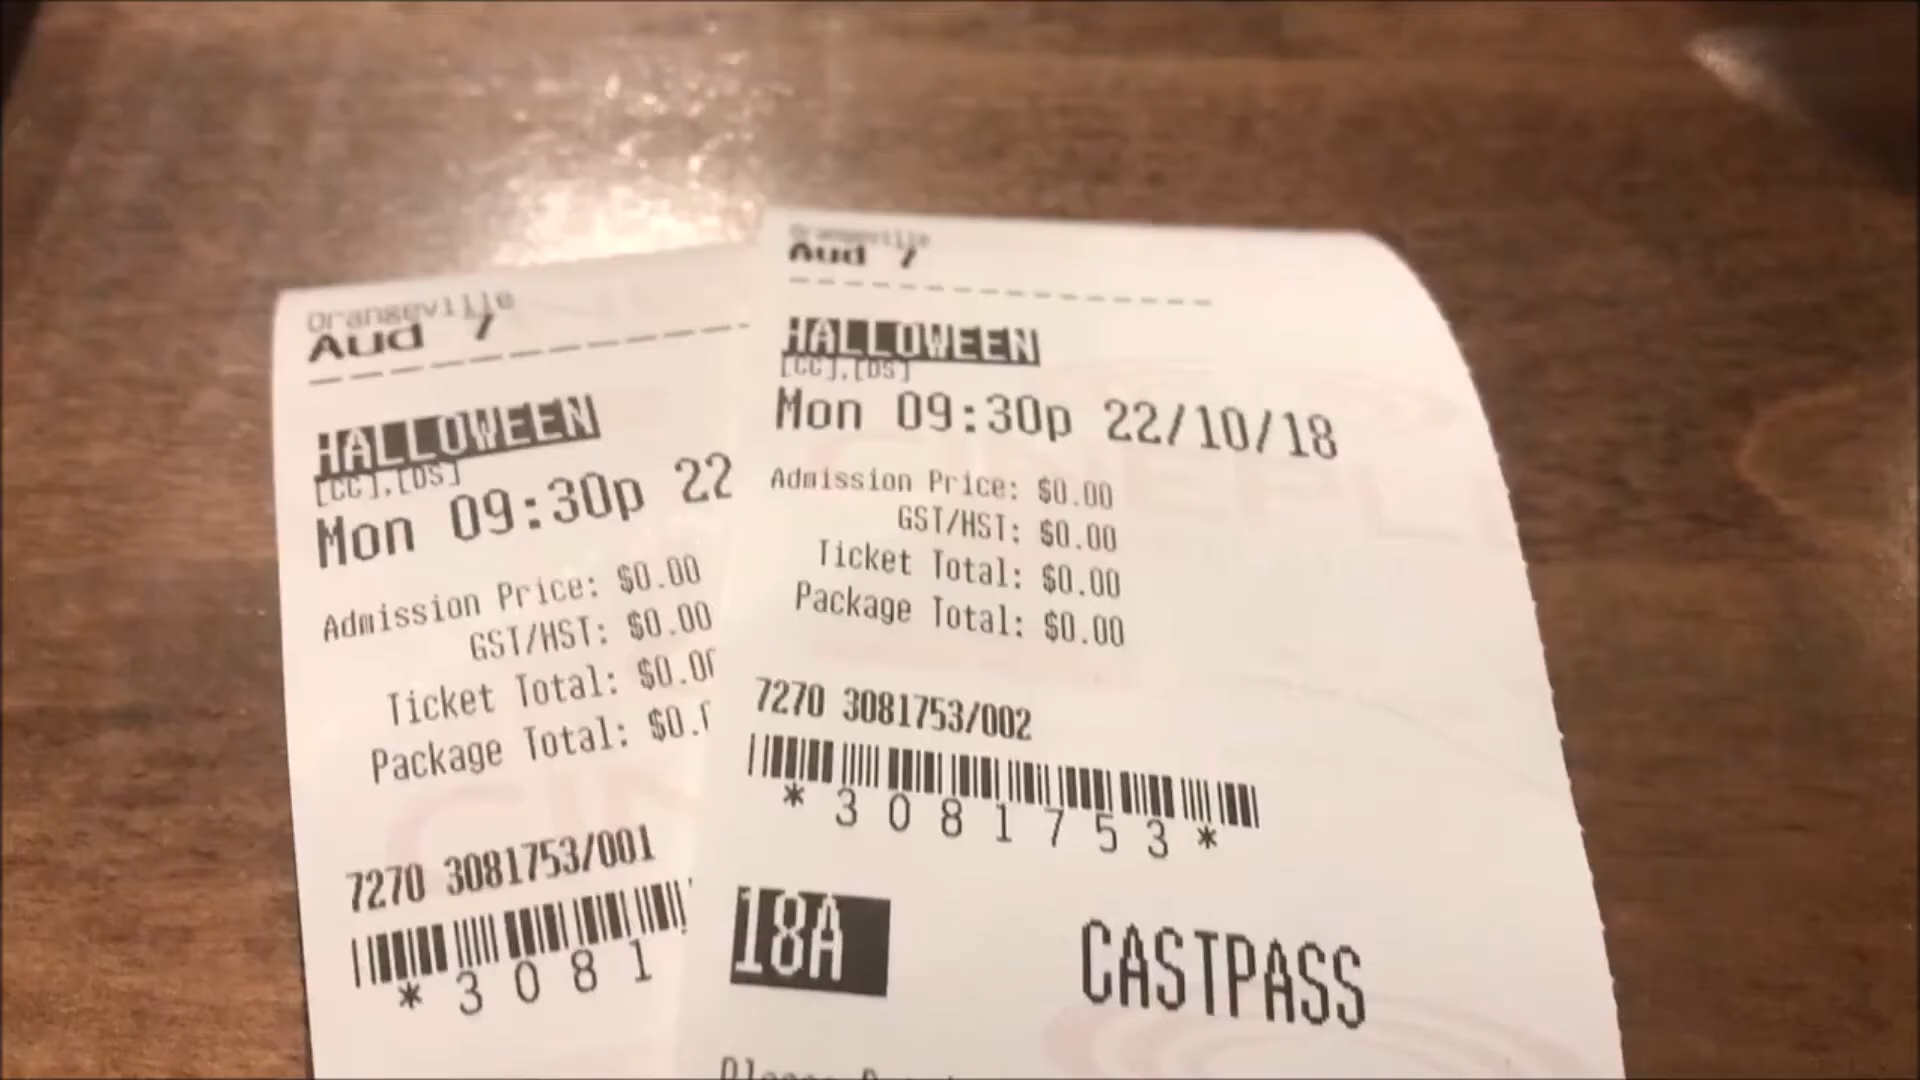 Orangeville
Aud 7
HALLOWEEN
[CC],[DS]
Mon 09:30p 22
Admission Price: $0.00
GST/HST: $0.00
Ticket Total: $0.00
Package Total: $0.
7270 3081753/001
*3081
Orangeville
Aud 7
HALLOWEEN
[CC],[DS]
Mon 09:30p 22/10/18
Admission Price: $0.00
GST/HST: $0.00
Ticket Total: $0.00
Package Total: $0.00
7270 3081753/002
*3081753*
18A CASTPASS